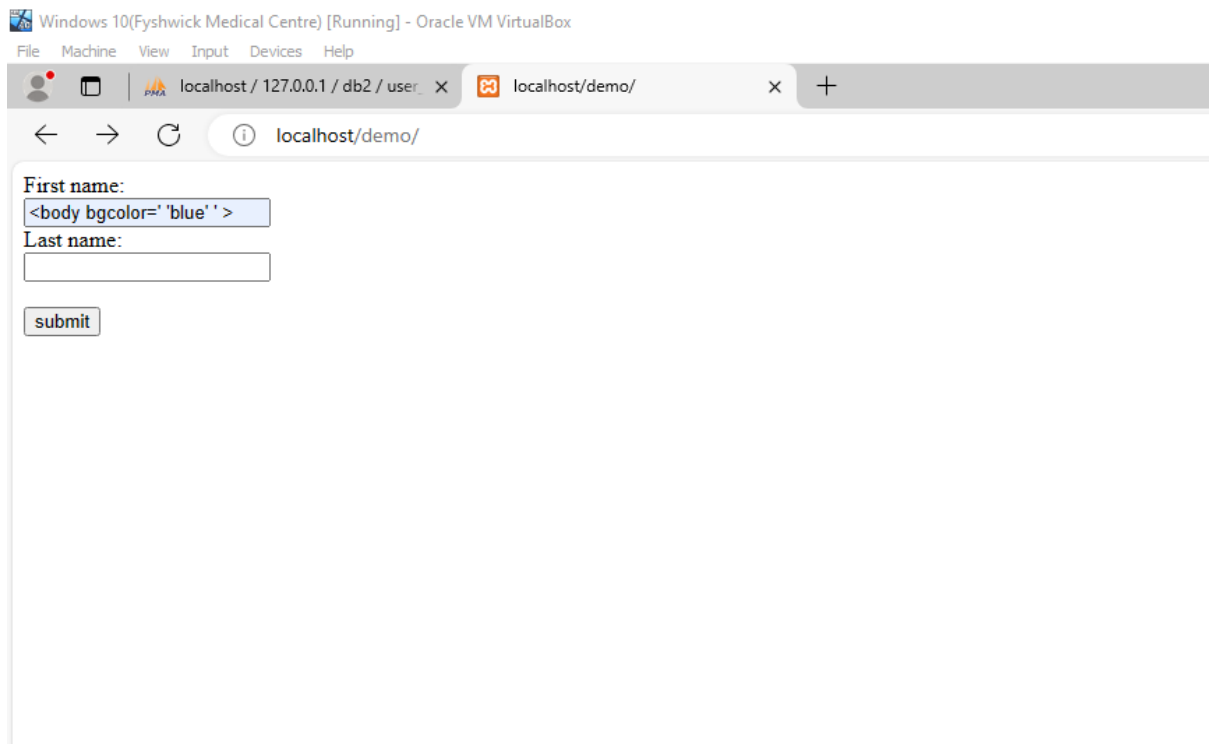 Windows 10(Fyshwick Medical Centre) [Running] - Oracle VM VirtualBox
File Machine View Input Devices Help
PMA localhost / 127.0.0.1 / db2 / user_ localhost/demo/
localhost/demo/
First name:
<body bgcolor=' 'blue' ' >
Last name:
submit